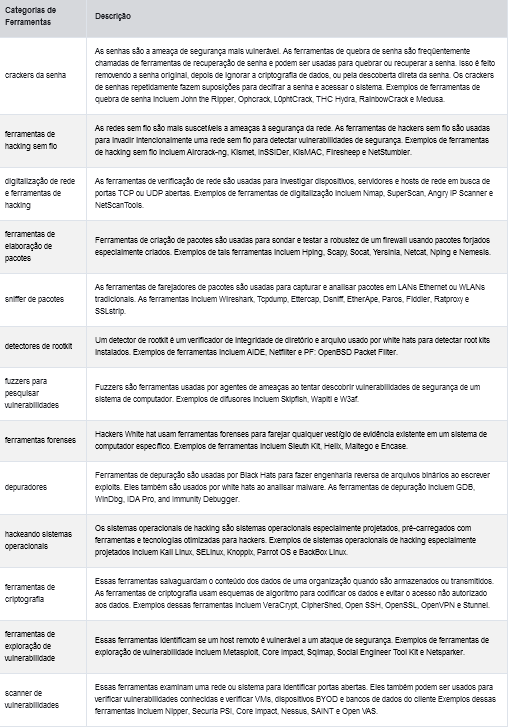 Categorias de
Ferramentas
Descrição
crackers da senha
As senhas são a ameaça de segurança mais vulnerável. As ferramentas de quebra de senha são freqüentemente
chamadas de ferramentas de recuperação de senha e podem ser usadas para quebrar ou recuperar a senha. Isso é feito
removendo a senha original, depois de ignorar a criptografia de dados, ou pela descoberta direta da senha. Os crackers
de senhas repetidamente fazem suposições para decifrar a senha e acessar o sistema. Exemplos de ferramentas de
quebra de senha incluem John the Ripper, Ophcrack, L0phtCrack, THC Hydra, RainbowCrack e Medusa.
ferramentas de
hacking sem fio
As redes sem fio são mais suscetíveis a ameaças à segurança da rede. As ferramentas de hackers sem fio são usadas
para invadir intencionalmente uma rede sem fio para detectar vulnerabilidades de segurança. Exemplos de ferramentas
de hacking sem fio incluem Aircrack-ng, Kismet, InSSIDer, KisMAC, Firesheep e NetStumbler.
digitalização de rede
e ferramentas de
hacking
As ferramentas de verificação de rede são usadas para investigar dispositivos, servidores e hosts de rede em busca de
portas TCP ou UDP abertas. Exemplos de ferramentas de digitalização incluem Nmap, SuperScan, Angry IP Scanner e
NetScanTools.
ferramentas de
elaboração de
pacotes
Ferramentas de criação de pacotes são usadas para sondar e testar a robustez de um firewall usando pacotes forjados
especialmente criados. Exemplos de tais ferramentas incluem Hping, Scapy, Socat, Yersinia, Netcat, Nping e Nemesis.
sniffer de pacotes
As ferramentas de farejadores de pacotes são usadas para capturar e analisar pacotes em LANs Ethernet ou WLANs
tradicionais. As ferramentas incluem Wireshark, Tcpdump, Ettercap, Dsniff, EtherApe, Paros, Fiddler, Ratproxy e
SSLstrip.
detectores de rootkit
Um detector de rootkit é um verificador de integridade de diretório e arquivo usado por white hats para detectar root kits
instalados. Exemplos de ferramentas incluem AIDE, Netfilter e PF: OpenBSD Packet Filter.
fuzzers para
pesquisar
vulnerabilidades
Fuzzers são ferramentas usadas por agentes de ameaças ao tentar descobrir vulnerabilidades de segurança de um
sistema de computador. Exemplos de difusores incluem Skipfish, Wapiti e W3af.
ferramentas forenses
Hackers White hat usam ferramentas forenses para farejar qualquer vestígio de evidência existente em um sistema de
computador específico. Exemplos de ferramentas incluem Sleuth Kit, Helix, Maltego e Encase.
depuradores
Ferramentas de depuração são usadas por Black Hats para fazer engenharia reversa de arquivos binários ao escrever
exploits. Eles também são usados por white hats ao analisar malware. As ferramentas de depuração incluem GDB,
WinDbg, IDA Pro, and Immunity Debugger.
hackeando sistemas
operacionais
Os sistemas operacionais de hacking são sistemas operacionais especialmente projetados, pré-carregados com
ferramentas e tecnologias otimizadas para hackers. Exemplos de sistemas operacionais de hacking especialmente
projetados incluem Kali Linux, SELinux, Knoppix, Parrot OS e BackBox Linux.
ferramentas de
criptografia
Essas ferramentas salvaguardam o conteúdo dos dados de uma organização quando são armazenados ou transmitidos.
As ferramentas de criptografia usam esquemas de algoritmo para codificar os dados e evitar o acesso não autorizado
aos dados. Exemplos dessas ferramentas incluem VeraCrypt, CipherShed, Open SSH, OpenSSL, OpenVPN e Stunnel.
ferramentas de
exploração de
vulnerabilidade
Essas ferramentas identificam se um host remoto é vulnerável a um ataque de segurança. Exemplos de ferramentas de
exploração de vulnerabilidade incluem Metasploit, Core Impact, Sqlmap, Social Engineer Tool Kit e Netsparker.
scanner de
vulnerabilidades
Essas ferramentas examinam uma rede ou sistema para identificar portas abertas. Eles também podem ser usados para
verificar vulnerabilidades conhecidas e verificar VMs, dispositivos BYOD e bancos de dados do cliente Exemplos dessas
ferramentas incluem Nipper, Securia PSI, Core Impact, Nessus, SAINT e Open VAS.